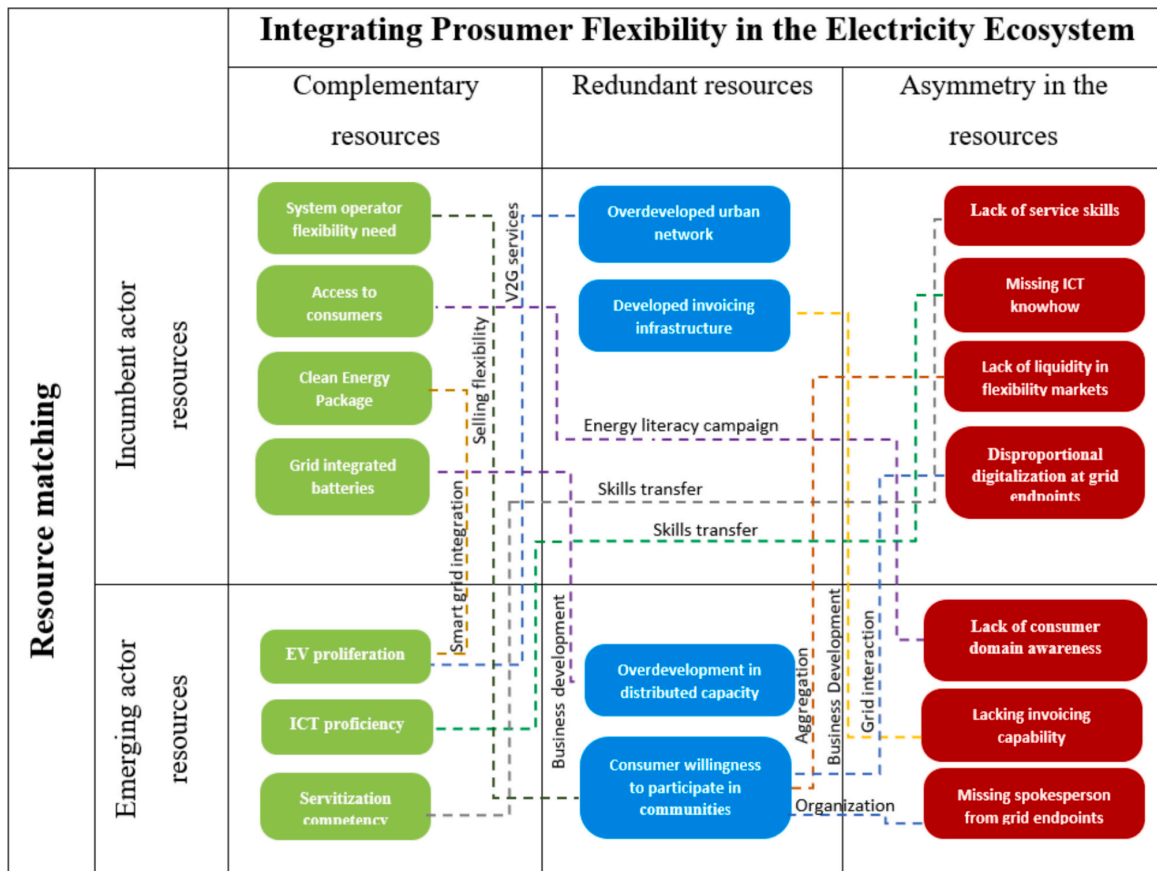 Integrating Prosumer Flexibility in the Electricity Ecosystem
Complementary
resources
Redundant resources
Asymmetry in the
resources
Resource matching
Incumbent actor
resources
System operator
flexibility need
Access to
consumers
Clean Energy
Package
Grid integrated
batteries
Overdeveloped urban
network
Developed invoicing
infrastructure
Lack of service skills
Missing ICT
knowhow
Lack of liquidity in
flexibility markets
Disproportional
digitalization at grid
endpoints
V2G services
Selling flexibility
Energy literacy campaign
Skills transfer
Skills transfer
Smart grid integration
Business development
Aggregation
Business Development
Grid interaction
Organization
Emerging actor
resources
EV proliferation
ICT proficiency
Servitization
competency
Overdevelopment in
distributed capacity
Consumer willingness
to participate in
communities
Lack of consumer
domain awareness
Lacking invoicing
capability
Missing spokesperson
from grid endpoints